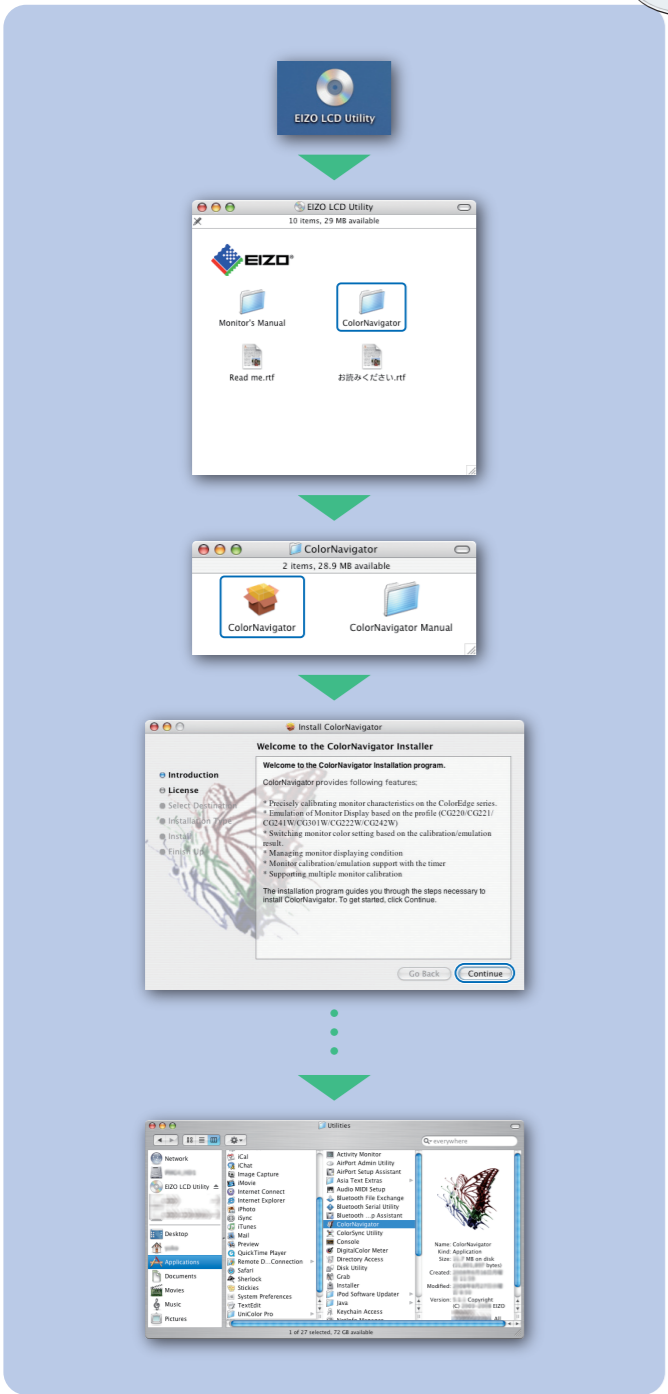 EIZO LCD Utility
EIZO LCD Utility
10 items, 29 MB available
EIZO®
Monitor's Manual
ColorNavigator
Read me.rtf
お読みください.rtf
ColorNavigator
2 items, 28.9 MB available
ColorNavigator
ColorNavigator Manual
Install ColorNavigator
Welcome to the ColorNavigator Installer
Introduction
License
Select Destination
Installation Type
Install
Finish Up
Welcome to the ColorNavigator Installation program.
ColorNavigator provides following features;
* Precisely calibrating monitor characteristics on the ColorEdge series.
* Emulation of Monitor Display based on the profile (CG220/CG221/
CG241W/CG301W/CG222W/CG242W)
* Switching monitor color setting based on the calibration/emulation
result.
* Managing monitor displaying condition
* Monitor calibration/emulation support with the timer
* Supporting multiple monitor calibration
The installation program guides you through the steps necessary to
install ColorNavigator. To get started, click Continue.
Go Back
Continue
Utilities
everywhere
Network
EIZO LCD Utility
Desktop
Applications
Documents
Movies
Music
Pictures
iCal
iChat
Image Capture
iMovie
Internet Connect
Internet Explorer
iPhoto
iSync
iTunes
Mail
Preview
QuickTime Player
Remote D...Connection
Safari
Sherlock
Stickies
System Preferences
TextEdit
UniColor Pro
Activity Monitor
AirPort Admin Utility
AirPort Setup Assistant
Asia Text Extras
Audio MIDI Setup
Bluetooth File Exchange
Bluetooth Serial Utility
Bluetooth ...p Assistant
ColorNavigator
ColorSync Utility
Console
DigitalColor Meter
Directory Access
Disk Utility
Grab
Installer
iPod Software Updater
Java
Keychain Access
NetInfo Manager
Name: ColorNavigator
Kind: Application
Size: MB on disk
bytes)
Created:
Modified:
Version: Copyright
(C) EIZO
All
1 of 27 selected, 72 GB available